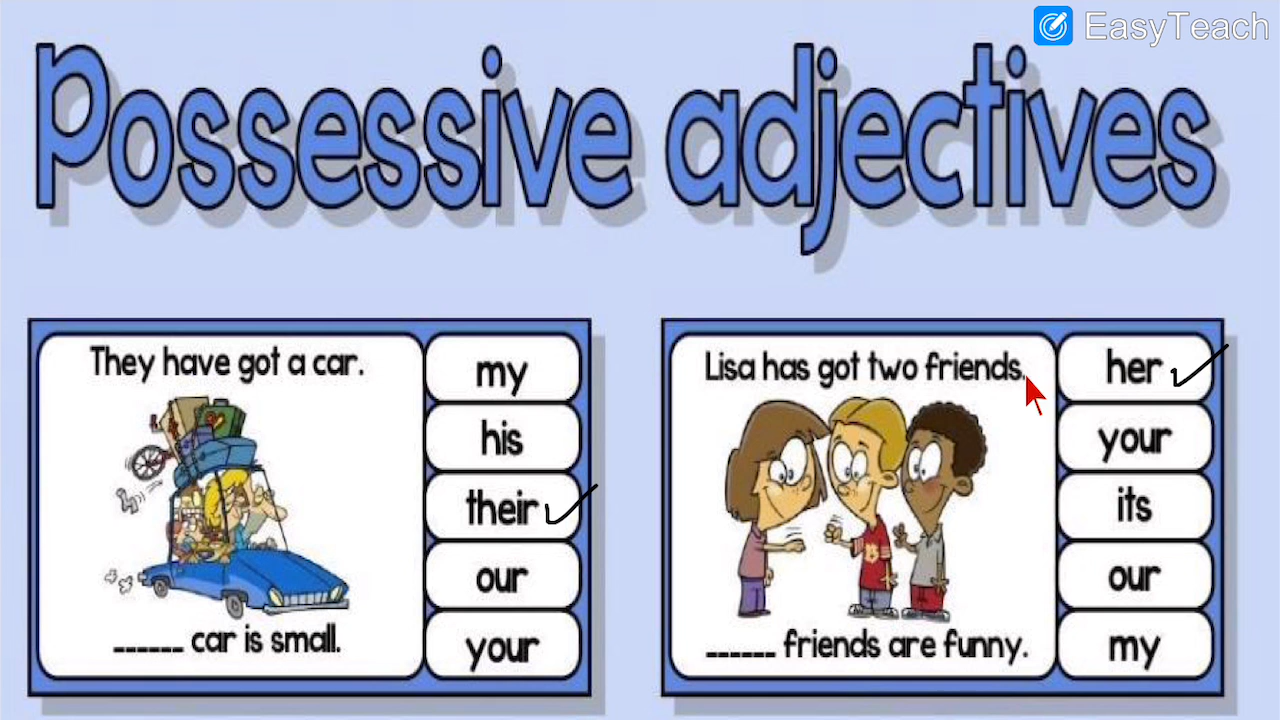 EasyTeach
Possessive adjectives
They have got a car.
my
his
their
our
your
______ car is small.
Lisa has got two friends.
her
your
its
our
my
______ friends are funny.